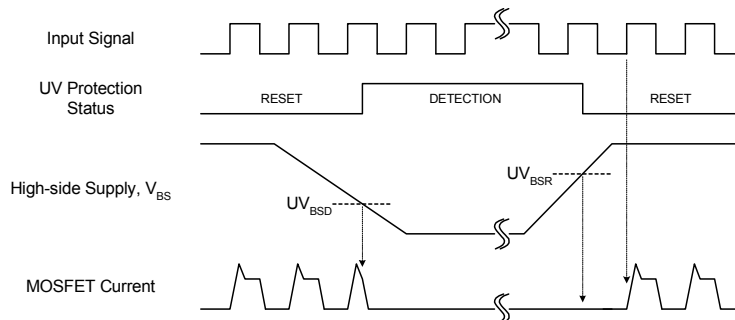 Input Signal
UV Protection
Status
RESET
DETECTION
RESET
High-side Supply, V_BS
UV_BSD
UV_BSR
MOSFET Current